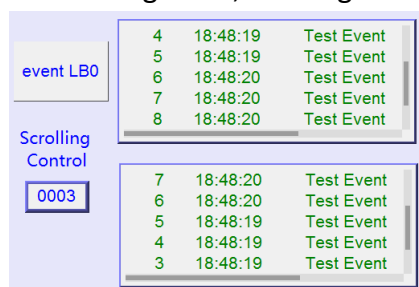 event LB0
4 18:48:19 Test Event
5 18:48:19 Test Event
6 18:48:20 Test Event
7 18:48:20 Test Event
8 18:48:20 Test Event
Scrolling
Control
0003
7 18:48:20 Test Event
6 18:48:20 Test Event
5 18:48:19 Test Event
4 18:48:19 Test Event
3 18:48:19 Test Event